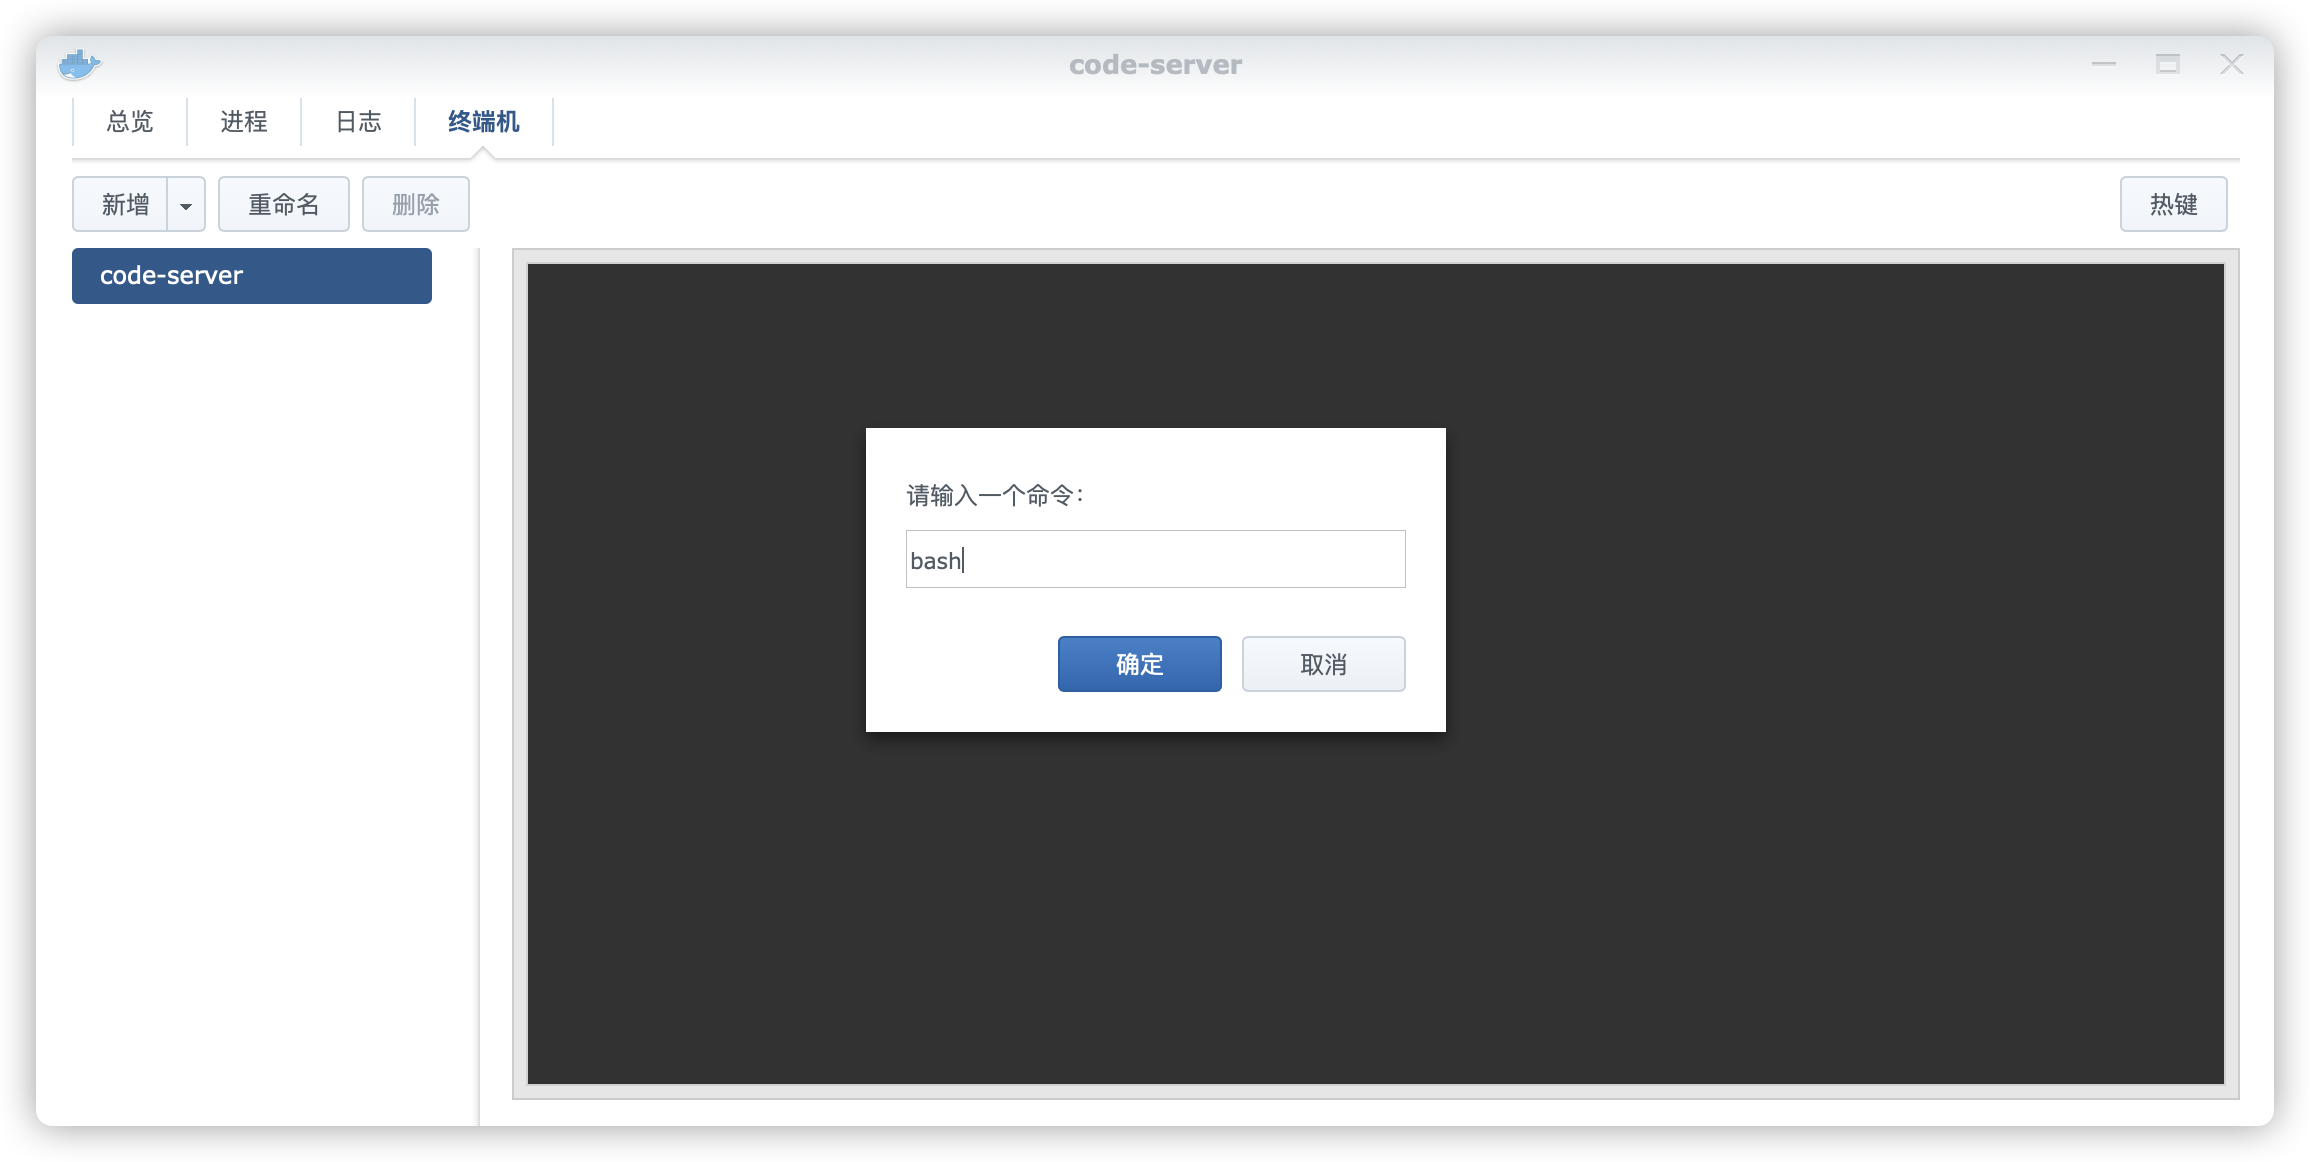 code-server
总览 进程 日志 终端机
新增 重命名 删除 热键
code-server
请输入一个命令：
bash
确定 取消